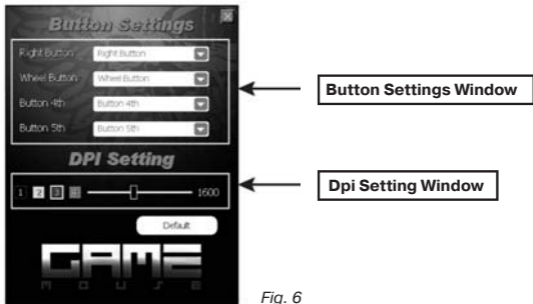 Button Settings
Right Button Right Button
Wheel Button Wheel Button
Button 4th Button 4th
Button 5th Button 5th
Button Settings Window
DPI Setting
1 2 3 4 1600
Dpi Setting Window
Default
GAME
MOUSE
Fig. 6